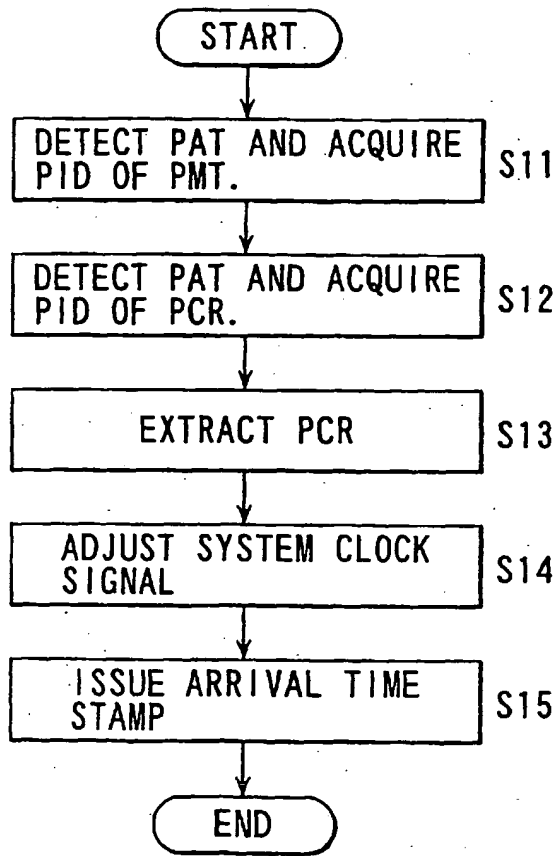 START
DETECT PAT AND ACQUIRE
PID OF PMT.
S11
DETECT PAT AND ACQUIRE
PID OF PCR.
S12
EXTRACT PCR
S13
ADJUST SYSTEM CLOCK
SIGNAL
S14
ISSUE ARRIVAL TIME
STAMP
S15
END